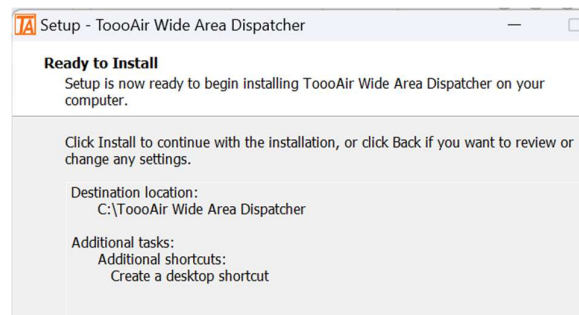 TA Setup - ToooAir Wide Area Dispatcher
Ready to Install
Setup is now ready to begin installing ToooAir Wide Area Dispatcher on your
computer.
Click Install to continue with the installation, or click Back if you want to review or
change any settings.
Destination location:
C:\ToooAir Wide Area Dispatcher
Additional tasks:
Additional shortcuts:
Create a desktop shortcut